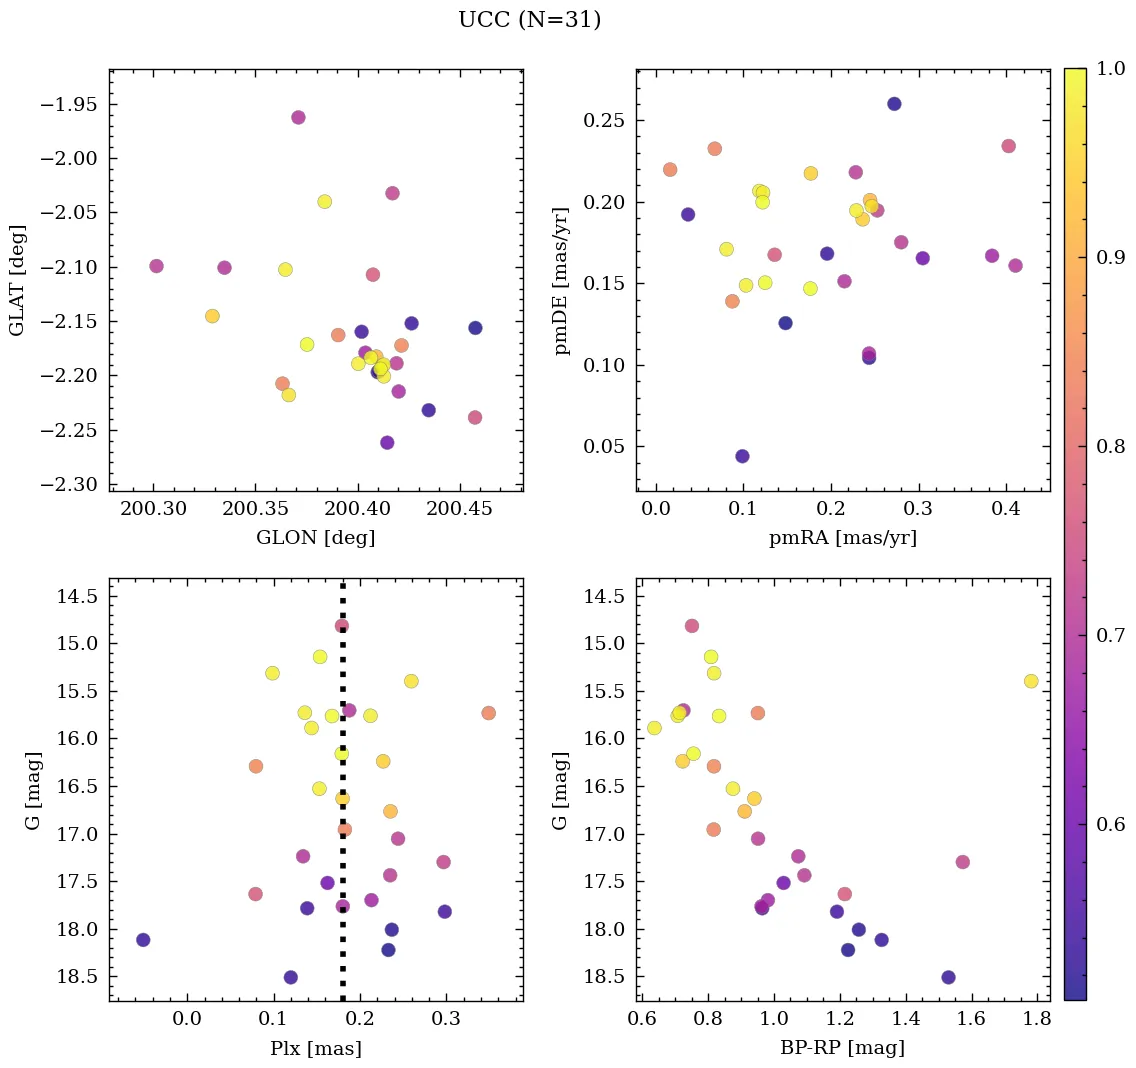 UCC (N=31)
−1.95
−2.00
−2.05
−2.10
−2.15
−2.20
−2.25
−2.30
GLAT [deg]
200.30 200.35 200.40 200.45
GLON [deg]
0.25
0.20
0.15
0.10
0.05
pmDE [mas/yr]
0.0 0.1 0.2 0.3 0.4
pmRA [mas/yr]
14.5
15.0
15.5
16.0
16.5
17.0
17.5
18.0
18.5
G [mag]
0.0 0.1 0.2 0.3
Plx [mas]
14.5
15.0
15.5
16.0
16.5
17.0
17.5
18.0
18.5
G [mag]
0.6 0.8 1.0 1.2 1.4 1.6 1.8
BP-RP [mag]
1.0
0.9
0.8
0.7
0.6